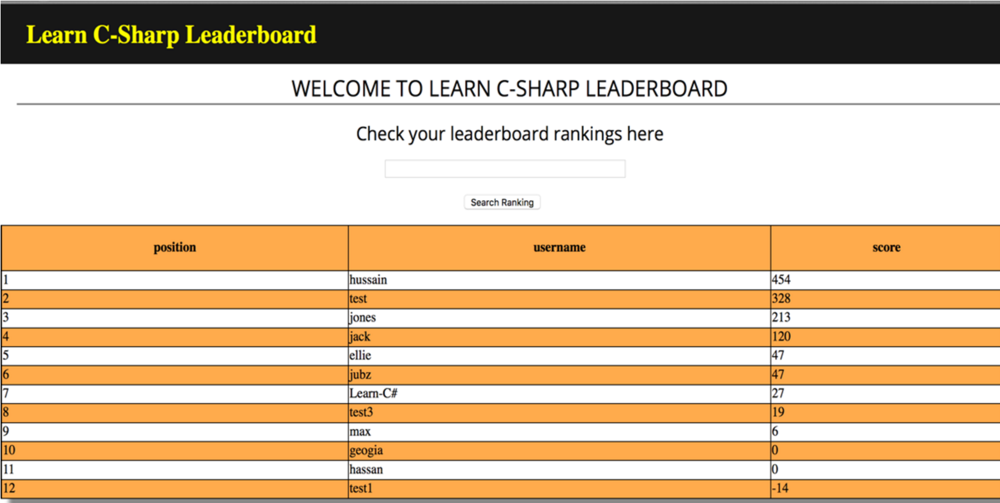 Learn C-Sharp Leaderboard
WELCOME TO LEARN C-SHARP LEADERBOARD
Check your leaderboard rankings here
Search Ranking
position username score
1 hussain 454
2 test 328
3 jones 213
4 jack 120
5 ellie 47
6 jubz 47
7 Learn-C# 27
8 test3 19
9 max 6
10 geogia 0
11 hassan 0
12 test1 -14